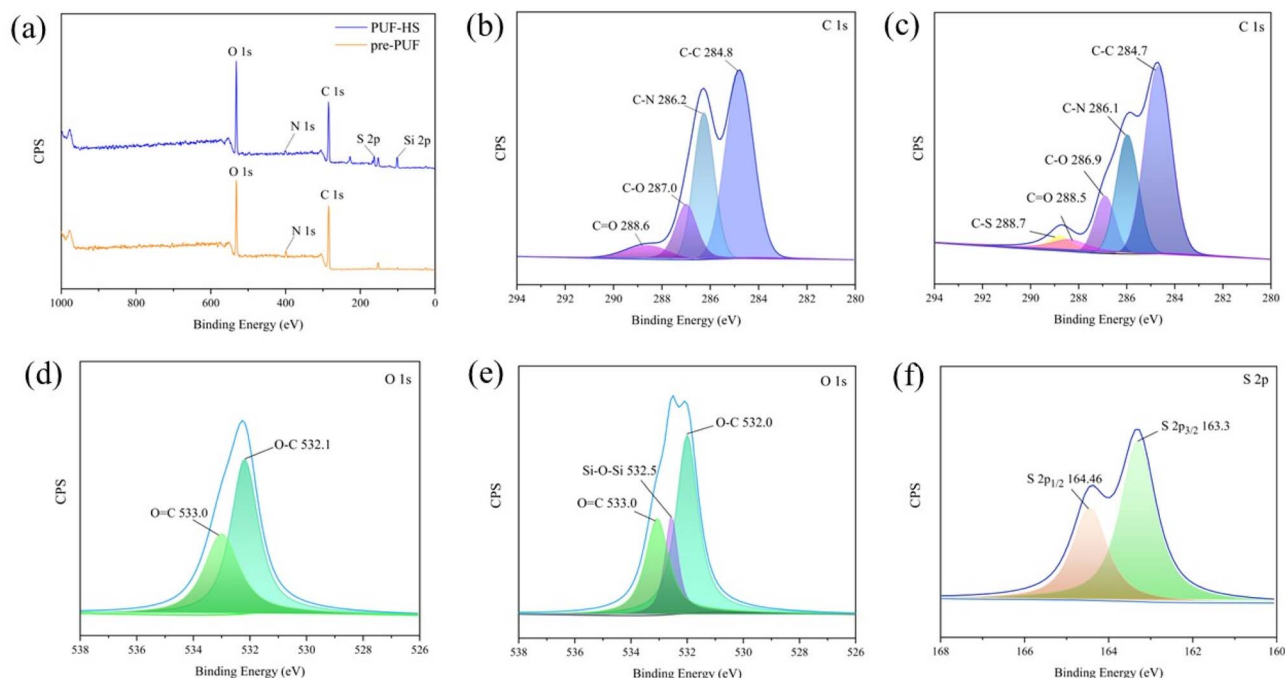 (a)
PUF-HS
pre-PUF
O 1s
C 1s
N 1s
S 2p
Si 2p
O 1s
C 1s
N 1s
CPS
1000 800 600 400 200 0
Binding Energy (eV)
(b)
C 1s
C-C 284.8
C-N 286.2
C-O 287.0
C=O 288.6
CPS
294 292 290 288 286 284 282 280
Binding Energy (eV)
(c)
C 1s
C-C 284.7
C-N 286.1
C-O 286.9
C=O 288.5
C-S 288.7
CPS
294 292 290 288 286 284 282 280
Binding Energy (eV)
(d)
O 1s
O-C 532.1
O=C 533.0
CPS
538 536 534 532 530 528 526
Binding Energy (eV)
(e)
O 1s
O-C 532.0
Si-O-Si 532.5
O=C 533.0
CPS
538 536 534 532 530 528 526
Binding Energy (eV)
(f)
S 2p
S 2p3/2 163.3
S 2p1/2 164.46
CPS
168 166 164 162 160
Binding Energy (eV)